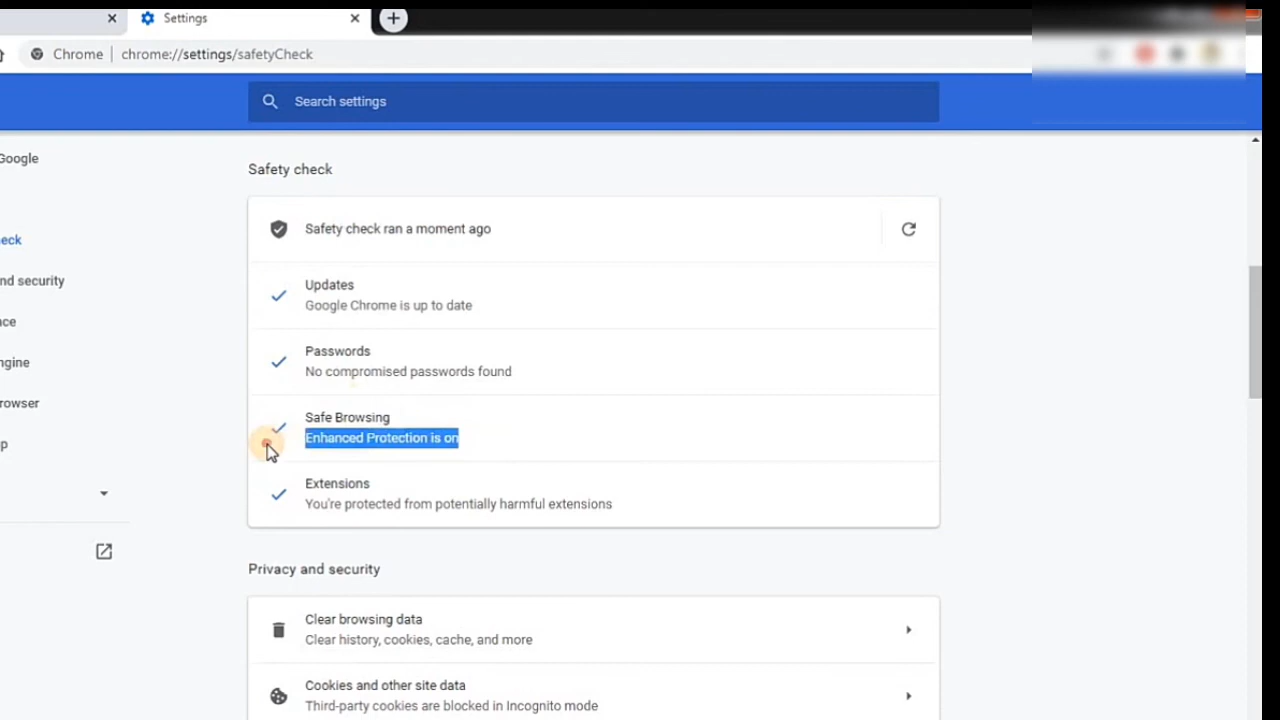 Settings
Chrome | chrome://settings/safetyCheck
Search settings
Google
eck
nd security
ce
ngine
rowser
p
Safety check
Safety check ran a moment ago
Updates
Google Chrome is up to date
Passwords
No compromised passwords found
Safe Browsing
Enhanced Protection is on
Extensions
You're protected from potentially harmful extensions
Privacy and security
Clear browsing data
Clear history, cookies, cache, and more
Cookies and other site data
Third-party cookies are blocked in Incognito mode